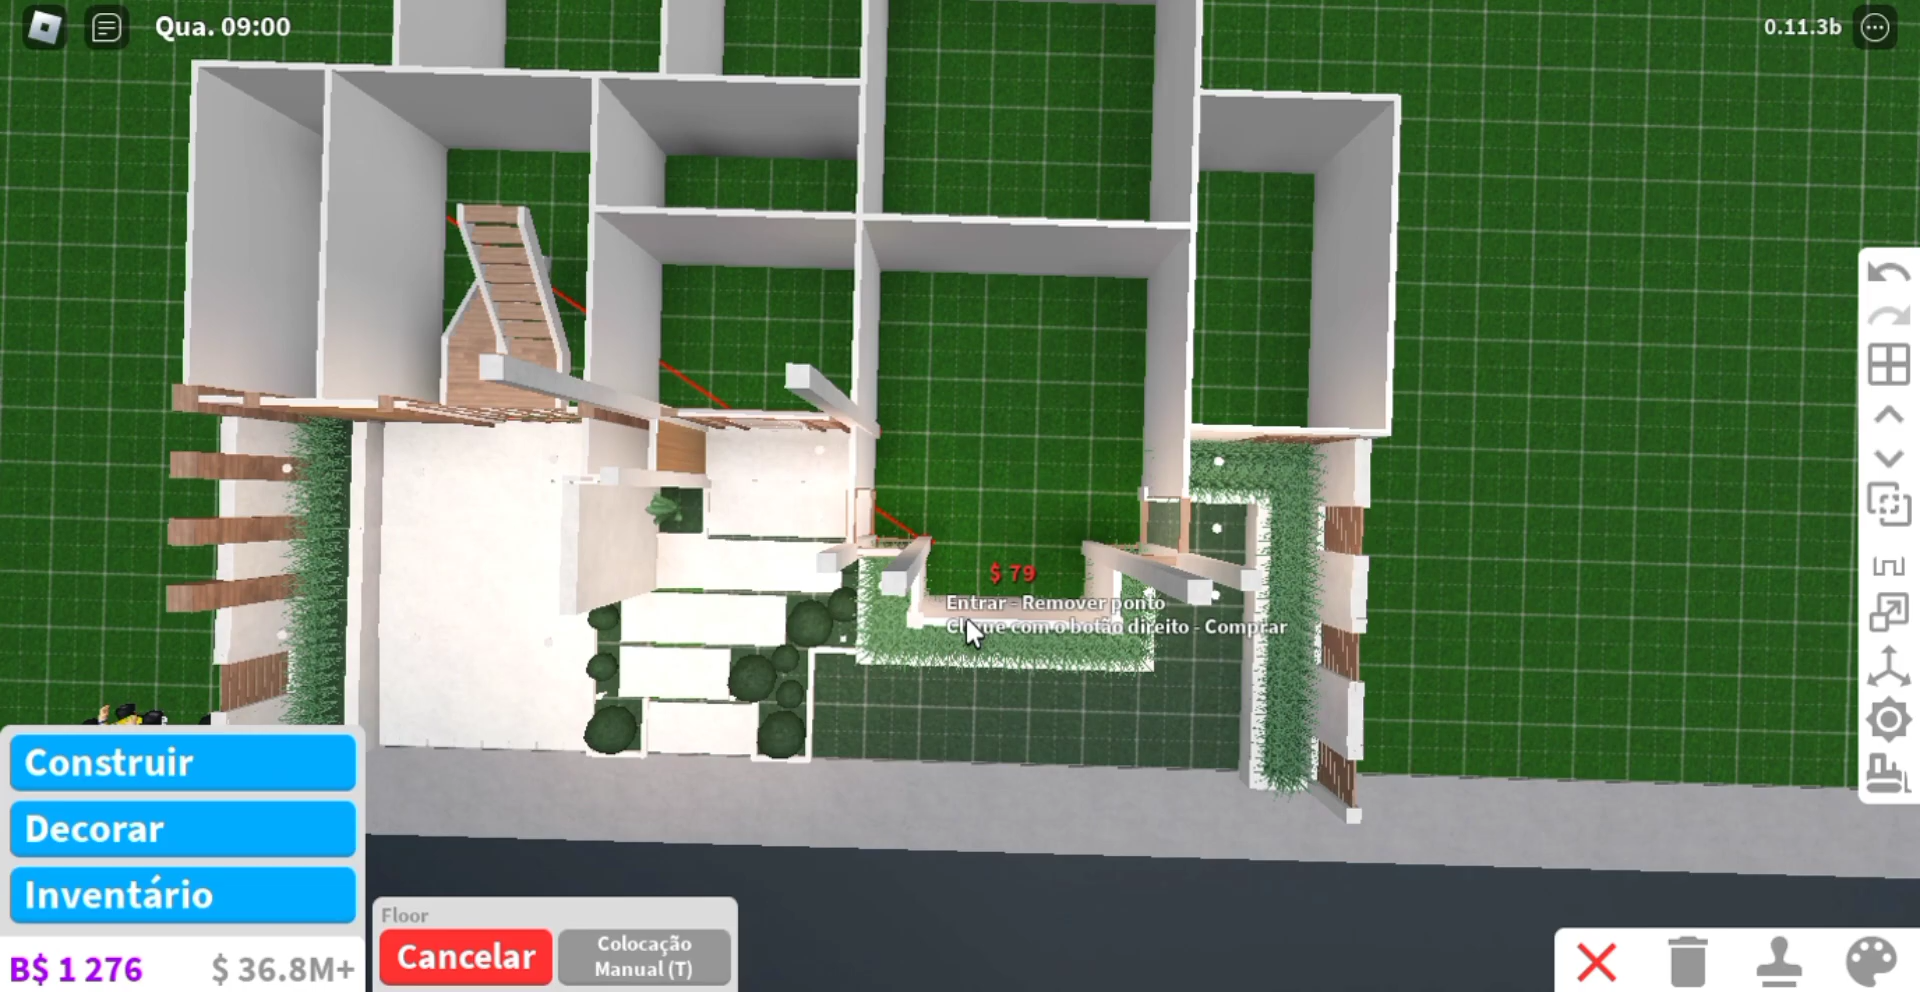 Qua. 09:00
0.11.3b
$ 79
Entrar - Remover ponto
Clique com o botão direito - Comprar
Construir
Decorar
Inventário
B$ 1 276
$ 36.8M+
Floor
Cancelar
Colocação
Manual (T)